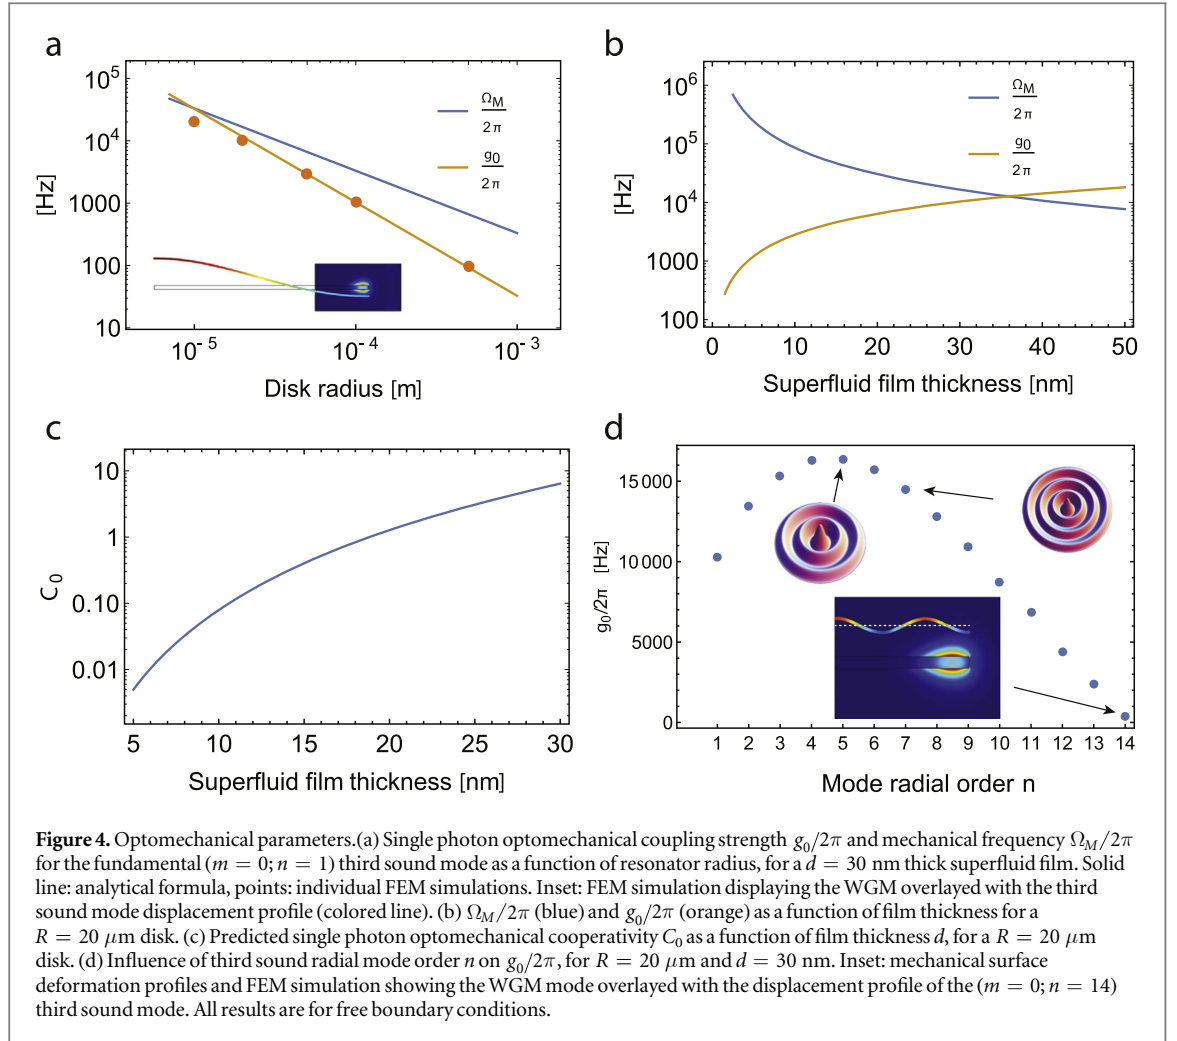 a
10^5
10^4
1000
100
10
[Hz]
Ω_M
2π
g_0
2π
10^-5
10^-4
10^-3
Disk radius [m]
b
10^6
10^5
10^4
1000
100
[Hz]
Ω_M
2π
g_0
2π
0
10
20
30
40
50
Superfluid film thickness [nm]
c
10
1
0.10
0.01
C_0
5
10
15
20
25
30
Superfluid film thickness [nm]
d
15000
10000
5000
0
g_0/2π [Hz]
1 2 3 4 5 6 7 8 9 10 11 12 13 14
Mode radial order n
Figure 4. Optomechanical parameters.(a) Single photon optomechanical coupling strength g_0/2π and mechanical frequency Ω_M/2π
for the fundamental (m = 0; n = 1) third sound mode as a function of resonator radius, for a d = 30 nm thick superfluid film. Solid
line: analytical formula, points: individual FEM simulations. Inset: FEM simulation displaying the WGM overlayed with the third
sound mode displacement profile (colored line). (b) Ω_M/2π (blue) and g_0/2π (orange) as a function of film thickness for a
R = 20 μm disk. (c) Predicted single photon optomechanical cooperativity C_0 as a function of film thickness d, for a R = 20 μm
disk. (d) Influence of third sound radial mode order n on g_0/2π, for R = 20 μm and d = 30 nm. Inset: mechanical surface
deformation profiles and FEM simulation showing the WGM mode overlayed with the displacement profile of the (m = 0; n = 14)
third sound mode. All results are for free boundary conditions.